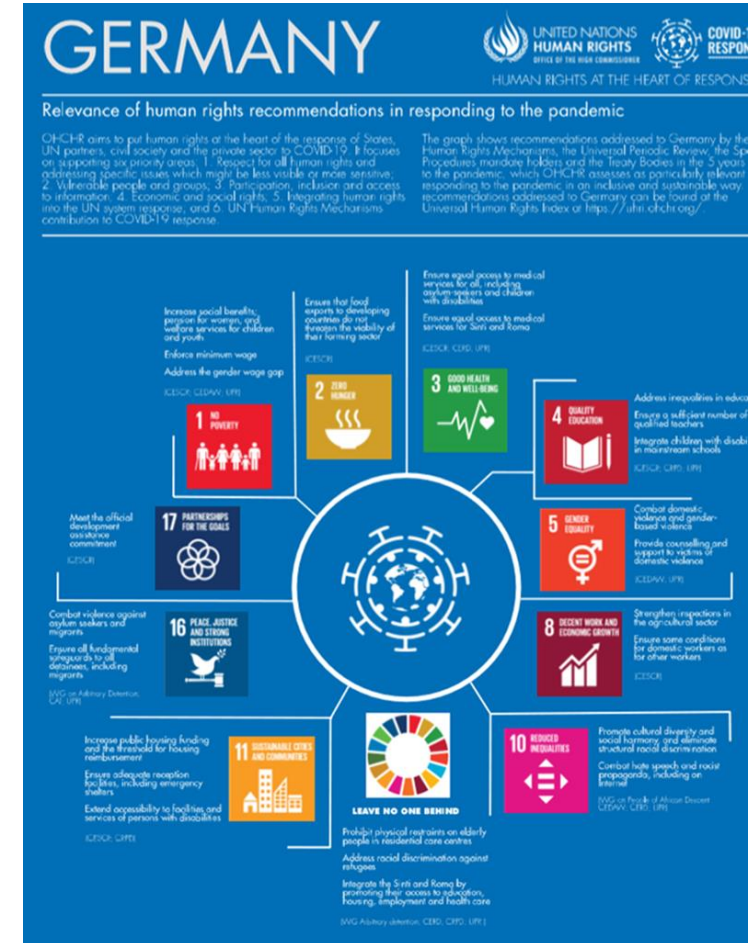 GERMANY
UNITED NATIONS
HUMAN RIGHTS
OFFICE OF THE HIGH COMMISSIONER
COVID-
RESPON
HUMAN RIGHTS AT THE HEART OF RESPONS
Relevance of human rights recommendations in responding to the pandemic
OHCHR aims to put human rights at the heart of the response of States,
UN partners, civil society and the private sector to COVID-19. It focuses
on supporting six priority areas; 1. Respect for all human rights and
addressing specific issues which might be less visible or more sensitive;
2. Vulnerable people and groups; 3. Participation, inclusion and access
to information; 4. Economic and social rights; 5. Integrating human rights
into the UN system response; and 6. UN Human Rights Mechanisms
contribution to COVID-19 response.
The graph shows recommendations addressed to Germany by the
Human Rights Mechanisms, the Universal Periodic Review, the Spe
Procedures mandate holders and the Treaty Bodies in the 5 years
to the pandemic, which OHCHR assesses as particularly relevant
responding to the pandemic in an inclusive and sustainable way
recommendations addressed to Germany can be found at the
Universal Human Rights Index at https://uhri.ohchr.org/.
Increase social benefits,
pension for women, and
welfare services for children
and youth
Enforce minimum wage
Address the gender wage gap
(CESCR, CEDAW, UPR)
1 NO
POVERTY
Ensure that food
exports to developing
countries do not
threaten the viability of
their farming sector
(CESCR)
2 ZERO
HUNGER
Ensure equal access to medical
services for all, including
asylum-seekers and children
with disabilities
Ensure equal access to medical
services for Sinti and Roma
(CESCR, CERD, UPR)
3 GOOD HEALTH
AND WELL-BEING
4 QUALITY
EDUCATION
Address inequalities in educa
Ensure a sufficient number of
qualified teachers
Integrate children with disabi
in mainstream schools
(CESCR, CRPD, UPR)
5 GENDER
EQUALITY
Combat domestic
violence and gender-
based violence
Provide counselling and
support to victims of
domestic violence
(CEDAW, UPR)
8 DECENT WORK AND
ECONOMIC GROWTH
Strengthen inspections in
the agricultural sector
Ensure same conditions
for domestic workers as
for other workers
(CESCR)
10 REDUCED
INEQUALITIES
Promote cultural diversity and
social harmony, and eliminate
structural racial discrimination
Combat hate speech and racist
propaganda, including on
Internet
(WG on People of African Descent
CEDAW, CERD, UPR)
LEAVE NO ONE BEHIND
Prohibit physical restraints on elderly
people in residential care centres
Address racial discrimination against
refugees
Integrate the Sinti and Roma by
promoting their access to education,
housing, employment and health care
(WG Arbitrary detention, CERD, CRPD, UPR)
11 SUSTAINABLE CITIES
AND COMMUNITIES
Increase public housing funding
and the threshold for housing
reimbursement
Ensure adequate reception
facilities, including emergency
shelters
Extend accessibility to facilities and
services of persons with disabilities
(CESCR, CRPD)
16 PEACE, JUSTICE
AND STRONG
INSTITUTIONS
Combat violence against
asylum seekers and
migrants
Ensure all fundamental
safeguards to all
detainees, including
migrants
(WG on Arbitrary Detention,
CAT, UPR)
17 PARTNERSHIPS
FOR THE GOALS
Meet the official
development
assistance
commitment
(CESCR)